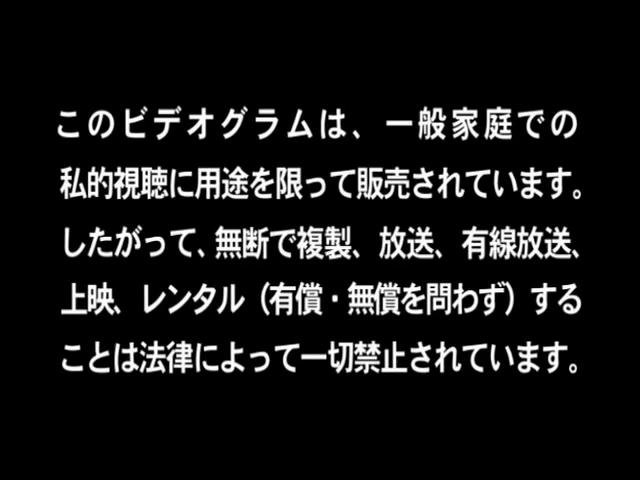 このビデオグラムは、一般家庭での
私的視聴に用途を限って販売されています。
したがって、無断で複製、放送、有線放送、
上映、レンタル（有償・無償を問わず）する
ことは法律によって一切禁止されています。